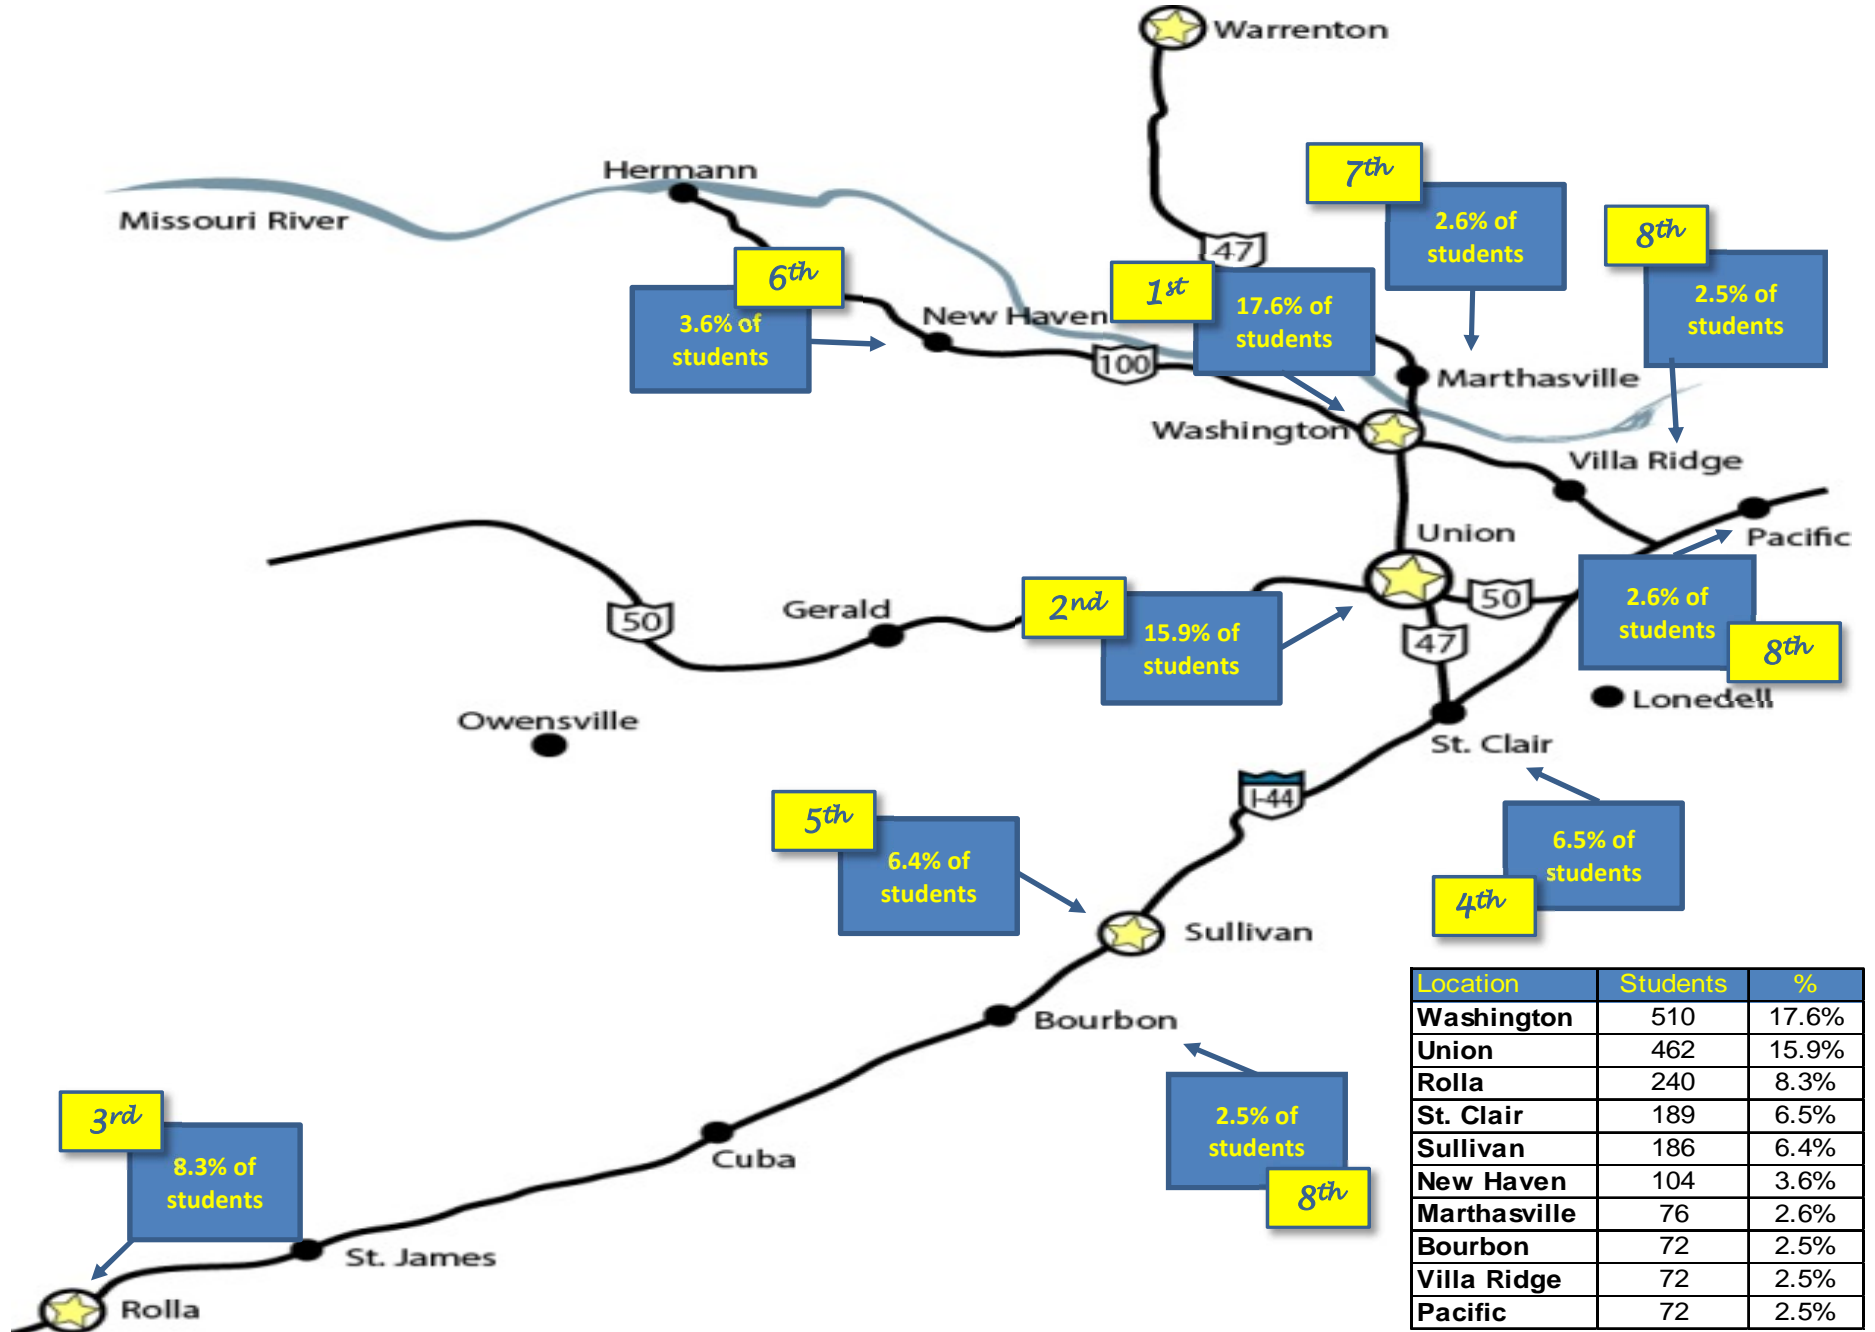 Warrenton
Hermann
Missouri River
7th
2.6% of
students
8th
2.5% of
students
47
6th
3.6% of
students
1st
17.6% of
students
New Haven
100
Marthasville
Washington
Villa Ridge
Pacific
Union
2.6% of
students
8th
50
47
50
Gerald
2nd
15.9% of
students
Lonedell
Owensville
St. Clair
I-44
5th
6.4% of
students
6.5% of
students
4th
Sullivan
Bourbon
2.5% of
students
8th
3rd
8.3% of
students
Cuba
St. James
Rolla
Location Students %
Washington 510 17.6%
Union 462 15.9%
Rolla 240 8.3%
St. Clair 189 6.5%
Sullivan 186 6.4%
New Haven 104 3.6%
Marthasville 76 2.6%
Bourbon 72 2.5%
Villa Ridge 72 2.5%
Pacific 72 2.5%